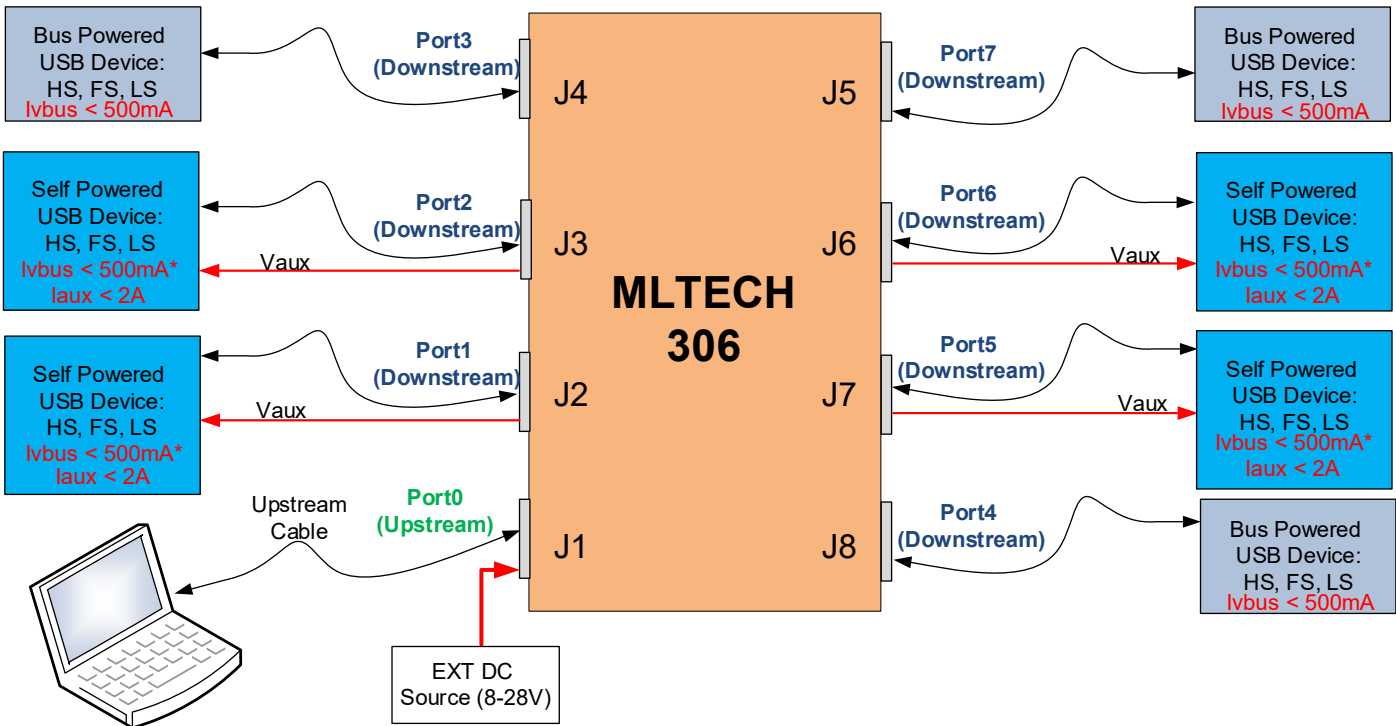 Bus Powered
USB Device:
HS, FS, LS
Ivbus < 500mA
Port3
(Downstream)
J4
Self Powered
USB Device:
HS, FS, LS
Ivbus < 500mA*
Iaux < 2A
Port2
(Downstream)
Vaux
J3
Self Powered
USB Device:
HS, FS, LS
Ivbus < 500mA*
Iaux < 2A
Port1
(Downstream)
Vaux
J2
Upstream
Cable
Port0
(Upstream)
J1
EXT DC
Source (8-28V)
MLTECH
306
J5
Port7
(Downstream)
Bus Powered
USB Device:
HS, FS, LS
Ivbus < 500mA
J6
Port6
(Downstream)
Vaux
Self Powered
USB Device:
HS, FS, LS
Ivbus < 500mA*
Iaux < 2A
J7
Port5
(Downstream)
Vaux
Self Powered
USB Device:
HS, FS, LS
Ivbus < 500mA*
Iaux < 2A
J8
Port4
(Downstream)
Bus Powered
USB Device:
HS, FS, LS
Ivbus < 500mA